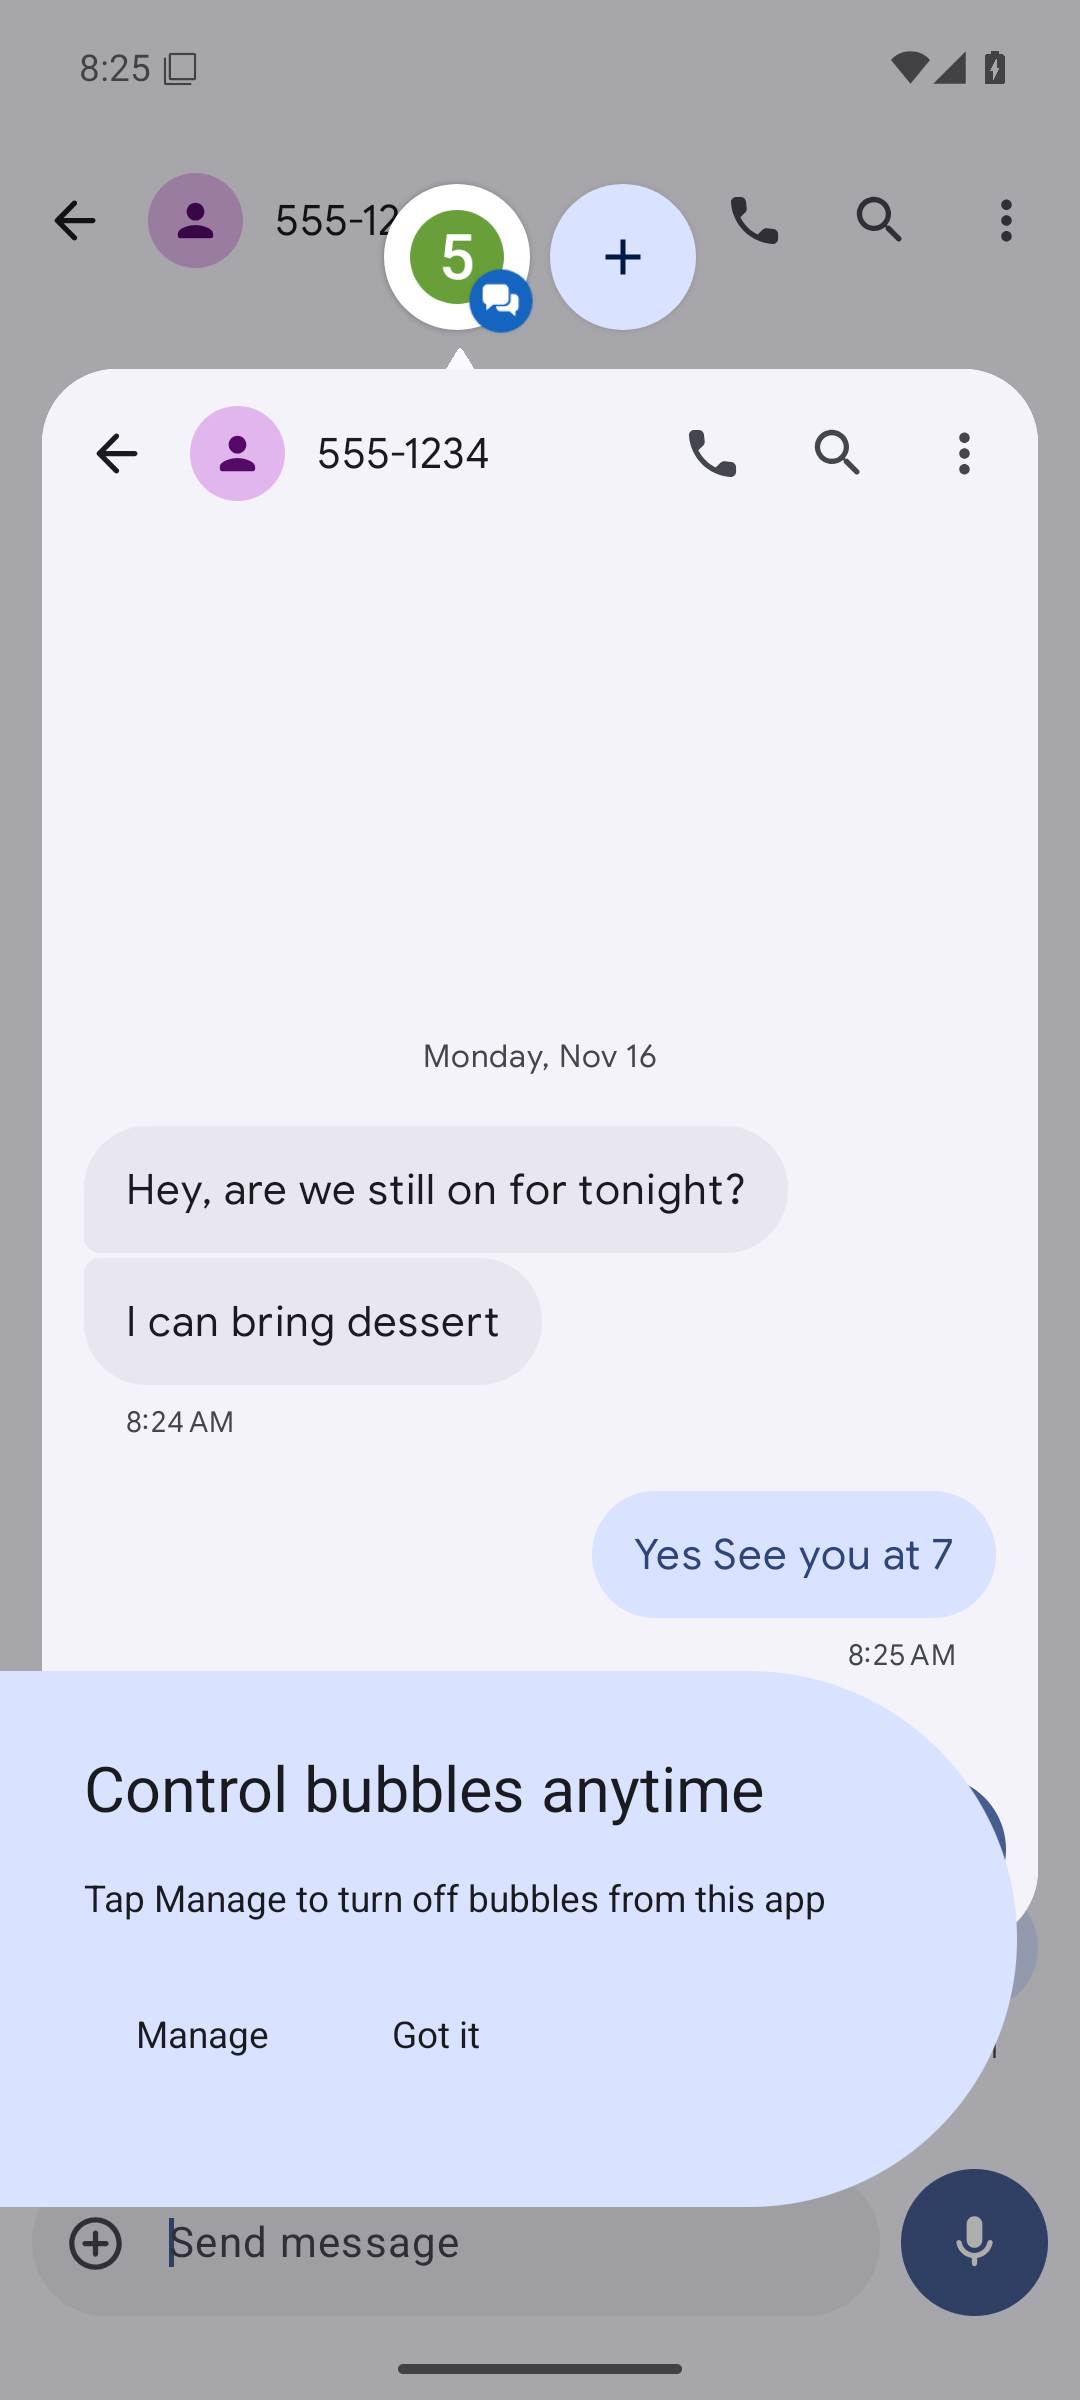 8:25
555-12
5
555-1234
Monday, Nov 16
Hey, are we still on for tonight?
I can bring dessert
8:24 AM
Yes See you at 7
8:25 AM
Control bubbles anytime
Tap Manage to turn off bubbles from this app
Manage Got it
Send message